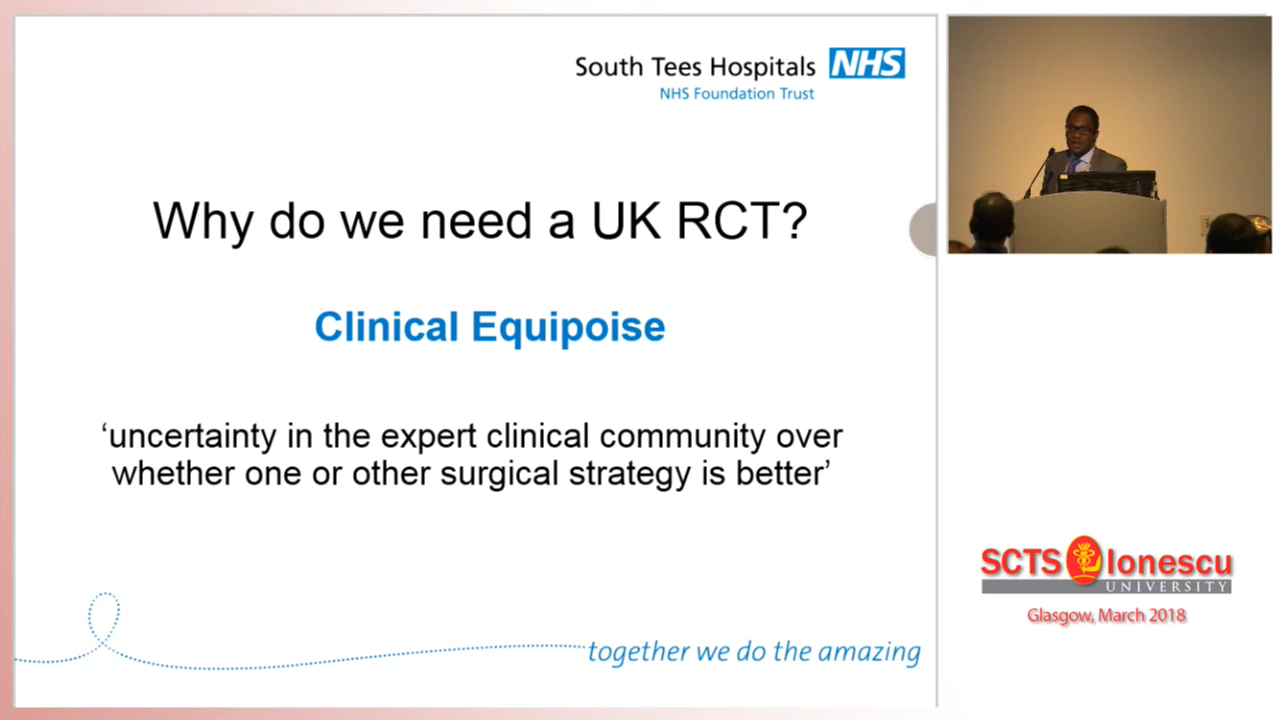 South Tees Hospitals NHS
NHS Foundation Trust
Why do we need a UK RCT?
Clinical Equipoise
‘uncertainty in the expert clinical community over
whether one or other surgical strategy is better’
together we do the amazing
SCTS Ionescu
UNIVERSITY
Glasgow, March 2018